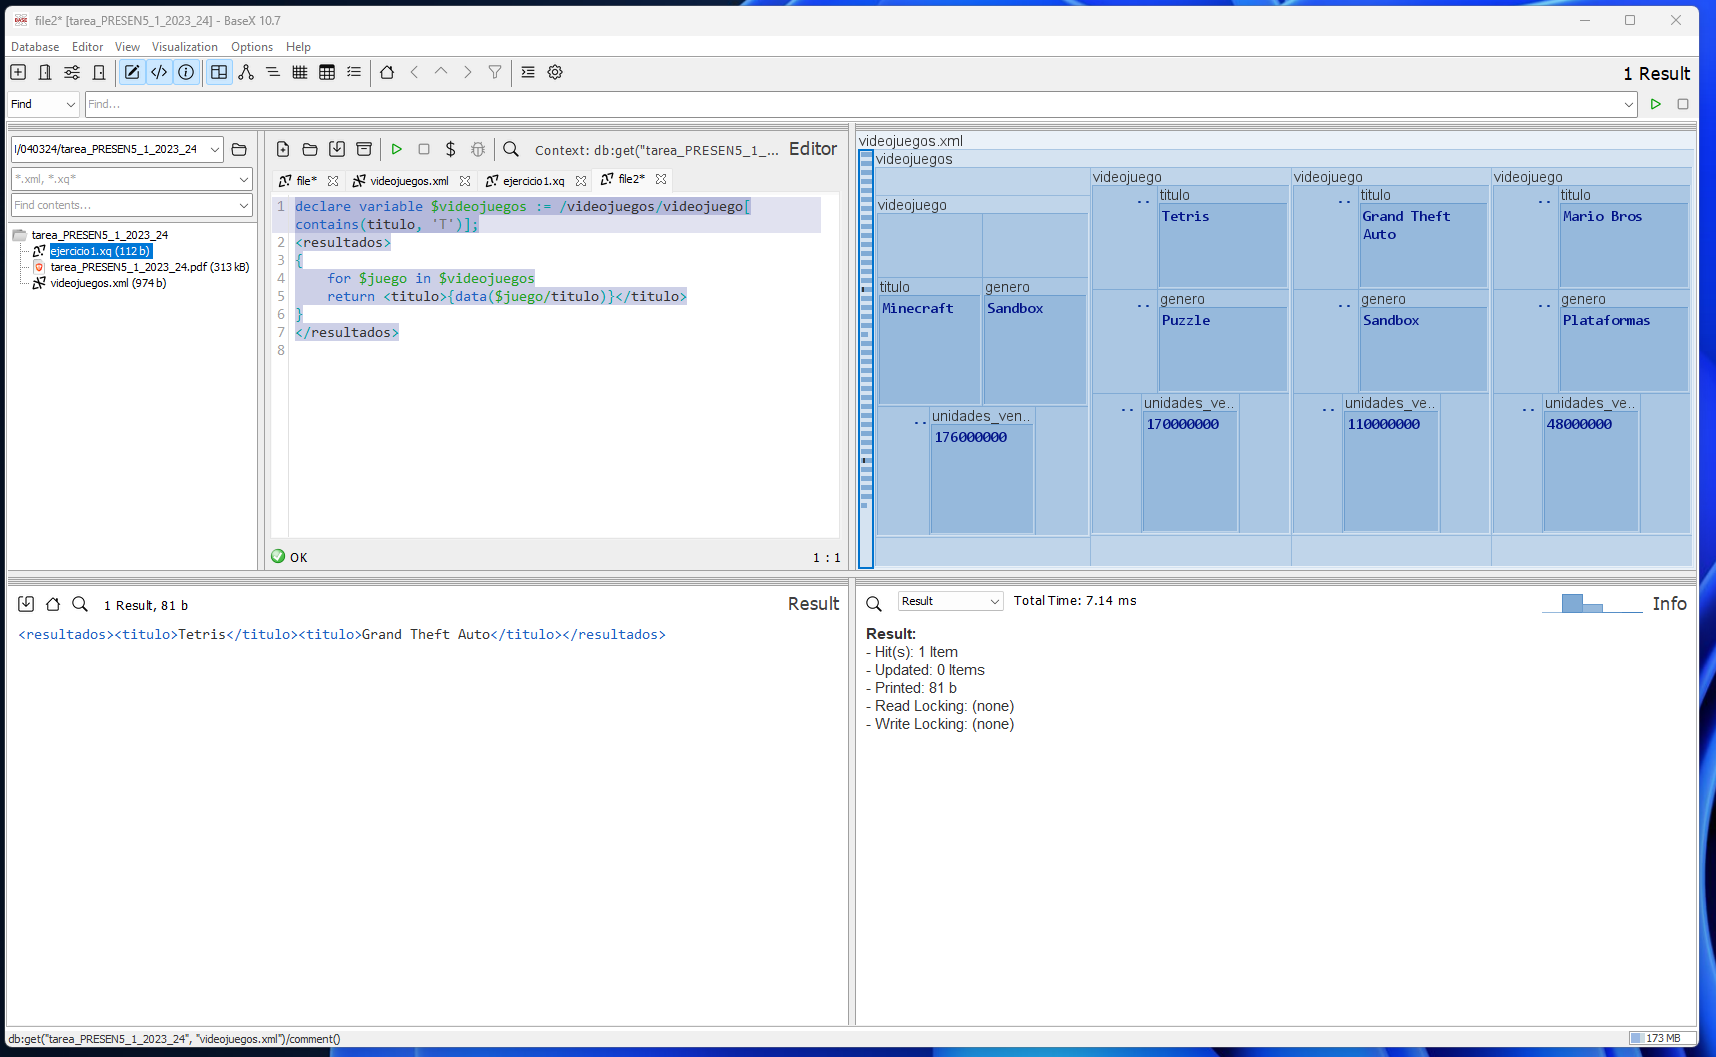 file2* [tarea_PRESEN5_1_2023_24] - BaseX 10.7
Database Editor View Visualization Options Help
1 Result
Find Find...
I/040324/tarea_PRESEN5_1_2023_24
*.xml, *.xq*
Find contents...
tarea_PRESEN5_1_2023_24
ejercicio1.xq (112 b)
tarea_PRESEN5_1_2023_24.pdf (313 kB)
videojuegos.xml (974 b)
Context: db:get("tarea_PRESEN5_1_... Editor
file* videojuegos.xml ejercicio1.xq file2*
1 declare variable $videojuegos := /videojuegos/videojuego[
contains(titulo, 'T')];
2 <resultados>
3 {
4 for $juego in $videojuegos
5 return <titulo>{data($juego/titulo)}</titulo>
6 }
7 </resultados>
8
OK 1 : 1
videojuegos.xml
videojuegos
videojuego
titulo
Minecraft
genero
Sandbox
.. unidades_ven..
176000000
videojuego
.. titulo
Tetris
.. genero
Puzzle
.. unidades_ve..
170000000
videojuego
.. titulo
Grand Theft
Auto
.. genero
Sandbox
.. unidades_ve..
110000000
videojuego
.. titulo
Mario Bros
.. genero
Plataformas
.. unidades_ve..
48000000
1 Result, 81 b Result
<resultados><titulo>Tetris</titulo><titulo>Grand Theft Auto</titulo></resultados>
Result Total Time: 7.14 ms Info
Result:
- Hit(s): 1 Item
- Updated: 0 Items
- Printed: 81 b
- Read Locking: (none)
- Write Locking: (none)
db:get("tarea_PRESEN5_1_2023_24", "videojuegos.xml")/comment() 173 MB